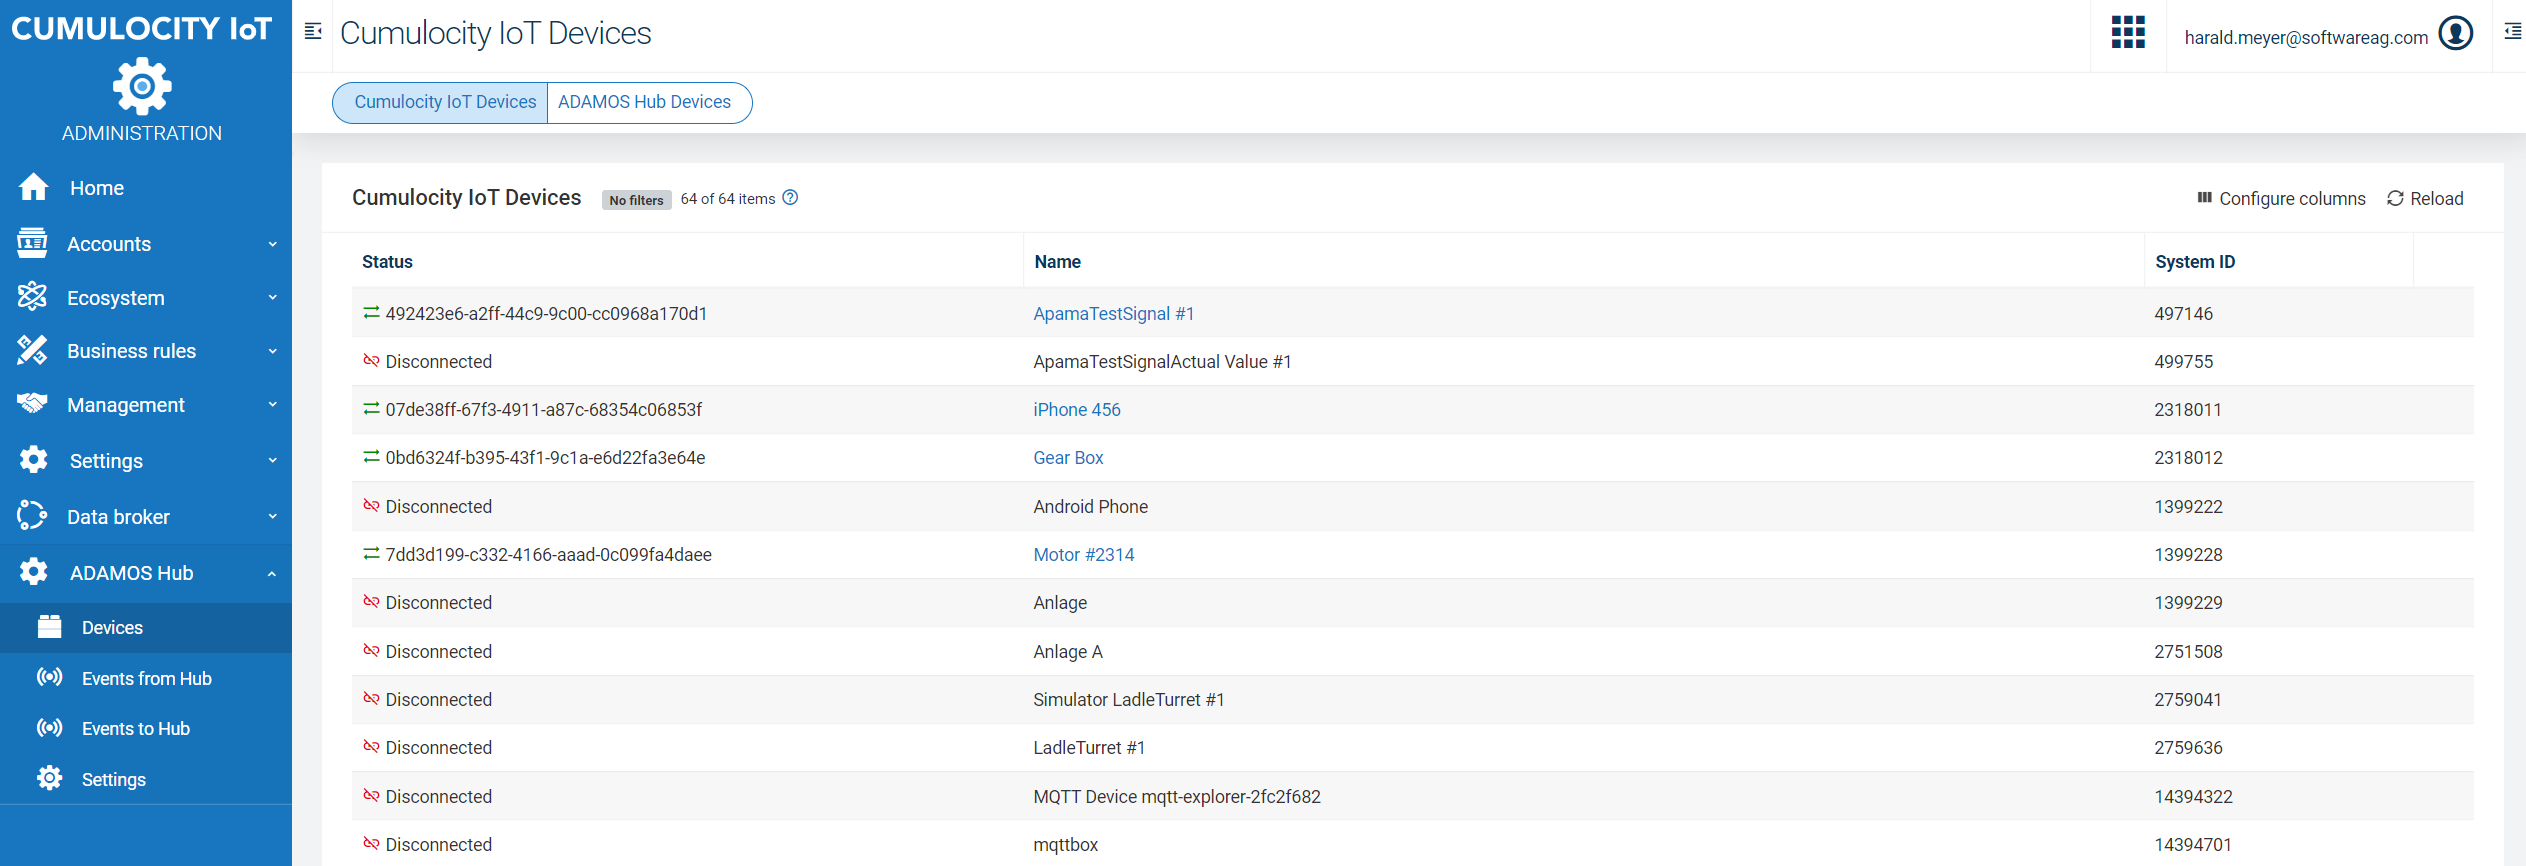 CUMULOCITY IoT
ADMINISTRATION
Home
Accounts
Ecosystem
Business rules
Management
Settings
Data broker
ADAMOS Hub
Devices
Events from Hub
Events to Hub
Settings
Cumulocity IoT Devices
harald.meyer@softwareag.com
Cumulocity IoT Devices ADAMOS Hub Devices
Cumulocity IoT Devices No filters 64 of 64 items Configure columns Reload
Status Name System ID
492423e6-a2ff-44c9-9c00-cc0968a170d1 ApamaTestSignal #1 497146
Disconnected ApamaTestSignalActual Value #1 499755
07de38ff-67f3-4911-a87c-68354c06853f iPhone 456 2318011
0bd6324f-b395-43f1-9c1a-e6d22fa3e64e Gear Box 2318012
Disconnected Android Phone 1399222
7dd3d199-c332-4166-aaad-0c099fa4daee Motor #2314 1399228
Disconnected Anlage 1399229
Disconnected Anlage A 2751508
Disconnected Simulator LadleTurret #1 2759041
Disconnected LadleTurret #1 2759636
Disconnected MQTT Device mqtt-explorer-2fc2f682 14394322
Disconnected mqttbox 14394701